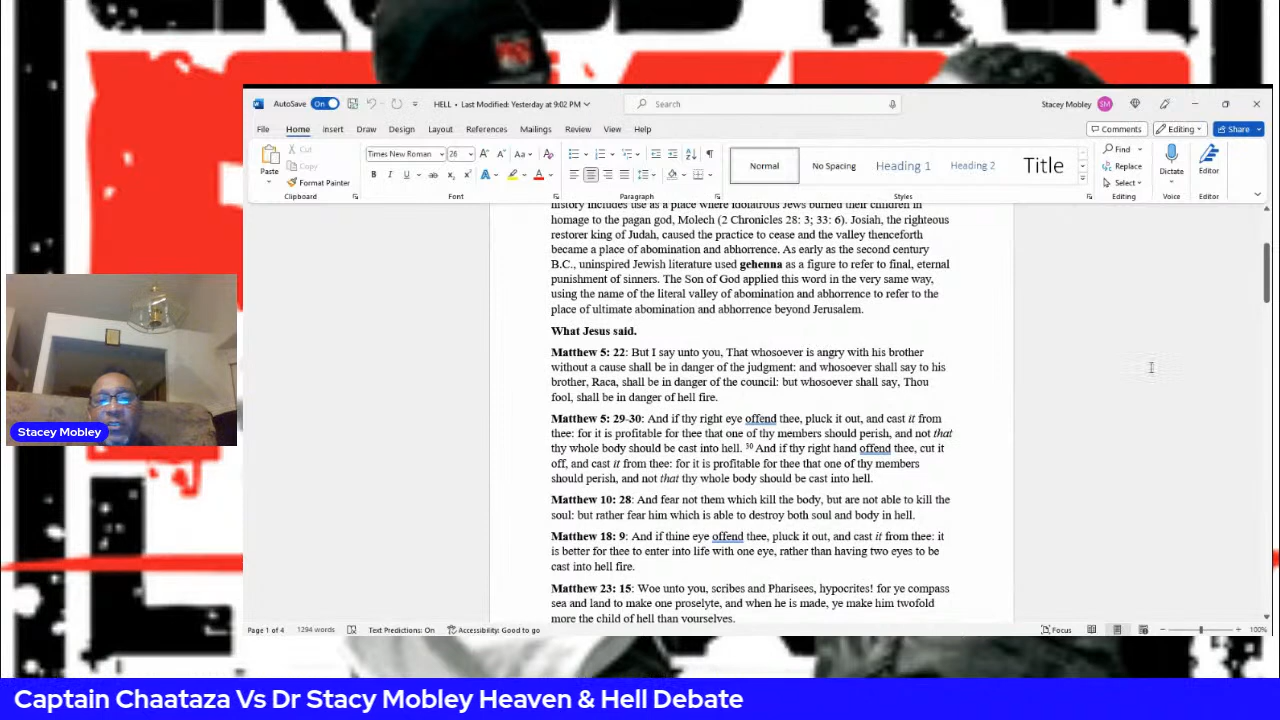 AutoSave On HELL • Last Modified: Yesterday at 9:02 PM Search Stacey Mobley SM
File Home Insert Draw Design Layout References Mailings Review View Help Comments Editing Share
Paste Cut Copy Format Painter
Times New Roman 26
Normal No Spacing Heading 1 Heading 2 Title
Find Replace Select Dictate Editor
Clipboard Font Paragraph Styles Editing Voice Editor
history includes use as a place where idolatrous Jews burned their children in
homage to the pagan god, Molech (2 Chronicles 28: 3; 33: 6). Josiah, the righteous
restorer king of Judah, caused the practice to cease and the valley thenceforth
became a place of abomination and abhorrence. As early as the second century
B.C., uninspired Jewish literature used gehenna as a figure to refer to final, eternal
punishment of sinners. The Son of God applied this word in the very same way,
using the name of the literal valley of abomination and abhorrence to refer to the
place of ultimate abomination and abhorrence beyond Jerusalem.
What Jesus said.
Matthew 5: 22: But I say unto you, That whosoever is angry with his brother
without a cause shall be in danger of the judgment: and whosoever shall say to his
brother, Raca, shall be in danger of the council: but whosoever shall say, Thou
fool, shall be in danger of hell fire.
Matthew 5: 29-30: And if thy right eye offend thee, pluck it out, and cast it from
thee: for it is profitable for thee that one of thy members should perish, and not that
thy whole body should be cast into hell. 30 And if thy right hand offend thee, cut it
off, and cast it from thee: for it is profitable for thee that one of thy members
should perish, and not that thy whole body should be cast into hell.
Matthew 10: 28: And fear not them which kill the body, but are not able to kill the
soul: but rather fear him which is able to destroy both soul and body in hell.
Matthew 18: 9: And if thine eye offend thee, pluck it out, and cast it from thee: it
is better for thee to enter into life with one eye, rather than having two eyes to be
cast into hell fire.
Matthew 23: 15: Woe unto you, scribes and Pharisees, hypocrites! for ye compass
sea and land to make one proselyte, and when he is made, ye make him twofold
more the child of hell than yourselves.
Page 1 of 4 1294 words Text Predictions: On Accessibility: Good to go Focus 100%
Stacey Mobley
Captain Chaataza Vs Dr Stacy Mobley Heaven & Hell Debate